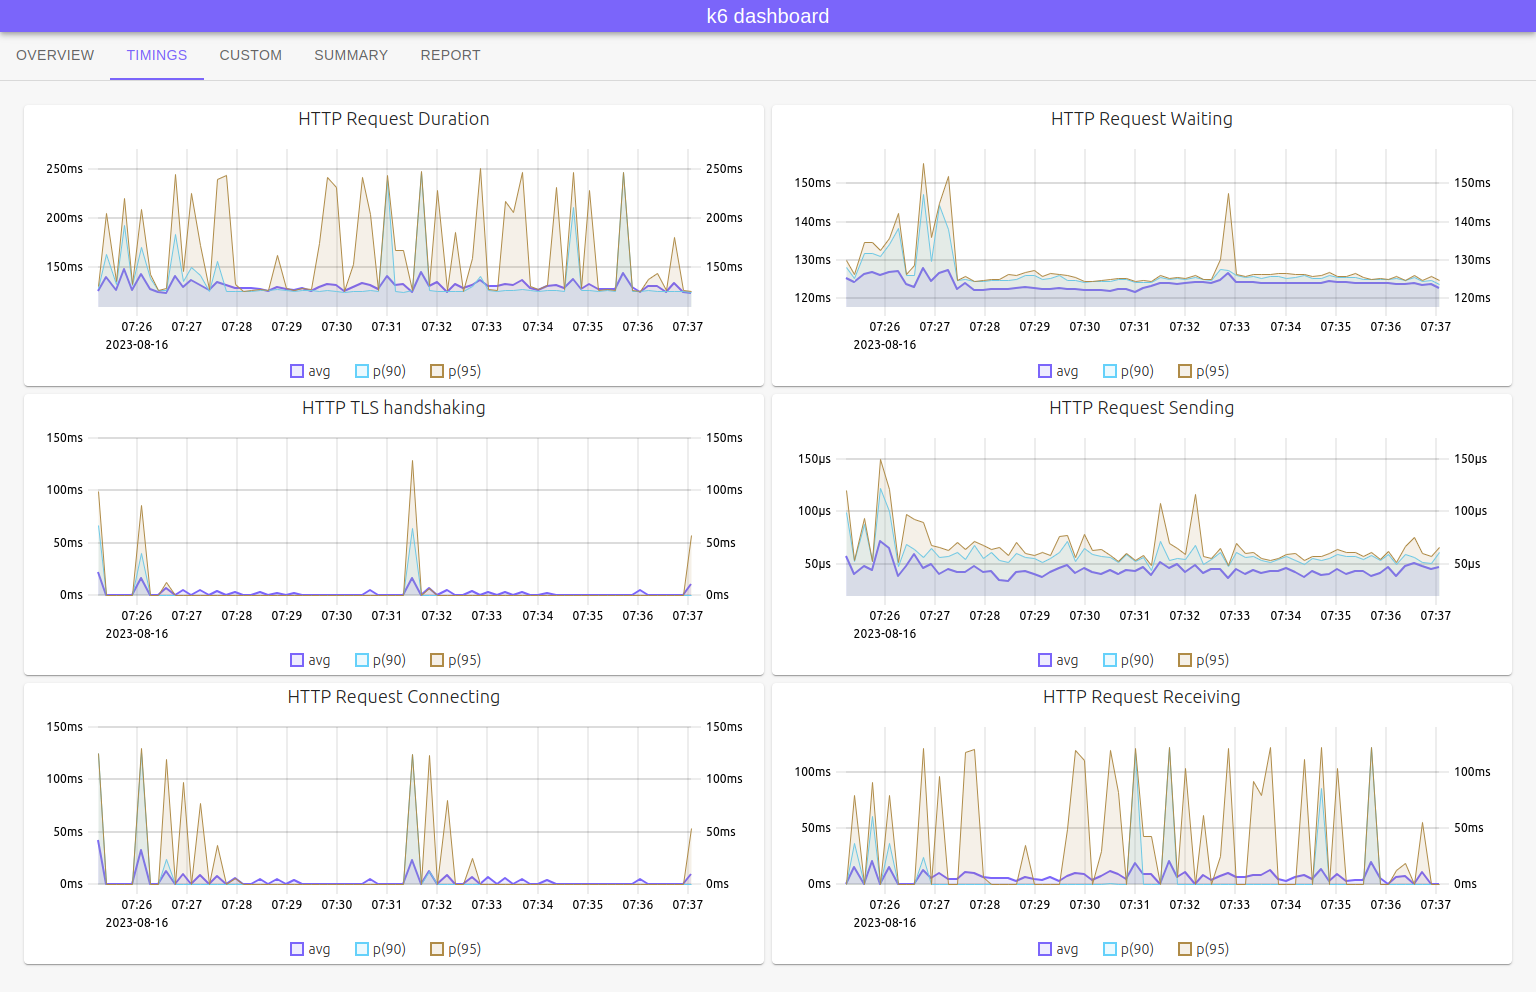 k6 dashboard
OVERVIEW TIMINGS CUSTOM SUMMARY REPORT
HTTP Request Duration
250ms 250ms
200ms 200ms
150ms 150ms
07:26 07:27 07:28 07:29 07:30 07:31 07:32 07:33 07:34 07:35 07:36 07:37
2023-08-16
avg p(90) p(95)
HTTP Request Waiting
150ms 150ms
140ms 140ms
130ms 130ms
120ms 120ms
07:26 07:27 07:28 07:29 07:30 07:31 07:32 07:33 07:34 07:35 07:36 07:37
2023-08-16
avg p(90) p(95)
HTTP TLS handshaking
150ms 150ms
100ms 100ms
50ms 50ms
0ms 0ms
07:26 07:27 07:28 07:29 07:30 07:31 07:32 07:33 07:34 07:35 07:36 07:37
2023-08-16
avg p(90) p(95)
HTTP Request Sending
150µs 150µs
100µs 100µs
50µs 50µs
07:26 07:27 07:28 07:29 07:30 07:31 07:32 07:33 07:34 07:35 07:36 07:37
2023-08-16
avg p(90) p(95)
HTTP Request Connecting
150ms 150ms
100ms 100ms
50ms 50ms
0ms 0ms
07:26 07:27 07:28 07:29 07:30 07:31 07:32 07:33 07:34 07:35 07:36 07:37
2023-08-16
avg p(90) p(95)
HTTP Request Receiving
100ms 100ms
50ms 50ms
0ms 0ms
07:26 07:27 07:28 07:29 07:30 07:31 07:32 07:33 07:34 07:35 07:36 07:37
2023-08-16
avg p(90) p(95)